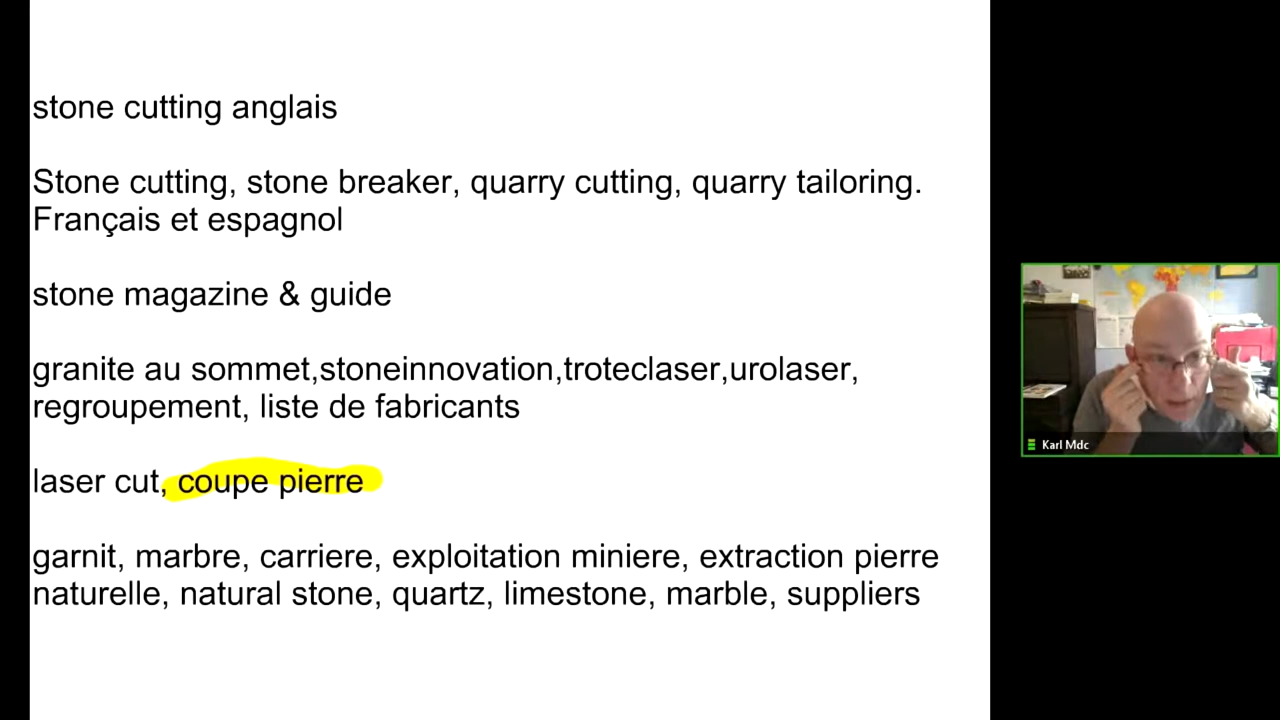 stone cutting anglais
Stone cutting, stone breaker, quarry cutting, quarry tailoring.
Français et espagnol
stone magazine & guide
granite au sommet,stoneinnovation,troteclaser,urolaser,
regroupement, liste de fabricants
laser cut, coupe pierre
garnit, marbre, carriere, exploitation miniere, extraction pierre
naturelle, natural stone, quartz, limestone, marble, suppliers
Karl Mdc